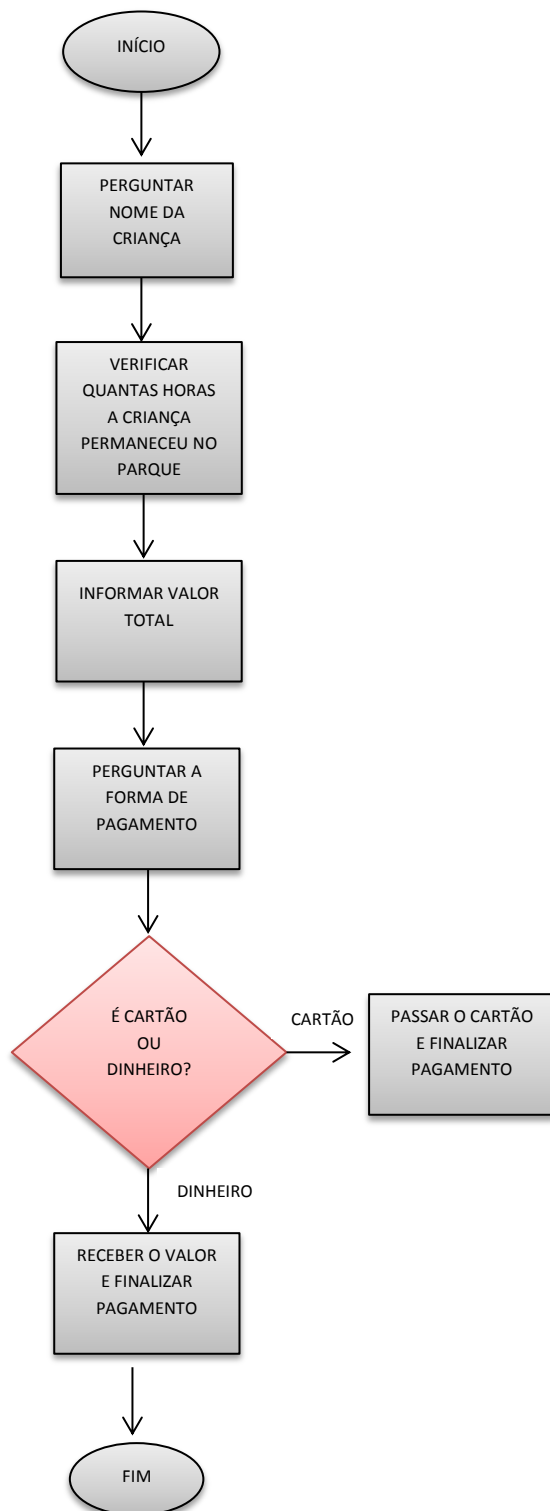 INÍCIO
PERGUNTAR
NOME DA
CRIANÇA
VERIFICAR
QUANTAS HORAS
A CRIANÇA
PERMANECEU NO
PARQUE
INFORMAR VALOR
TOTAL
PERGUNTAR A
FORMA DE
PAGAMENTO
É CARTÃO
OU
DINHEIRO?
CARTÃO
PASSAR O CARTÃO
E FINALIZAR
PAGAMENTO
DINHEIRO
RECEBER O VALOR
E FINALIZAR
PAGAMENTO
FIM